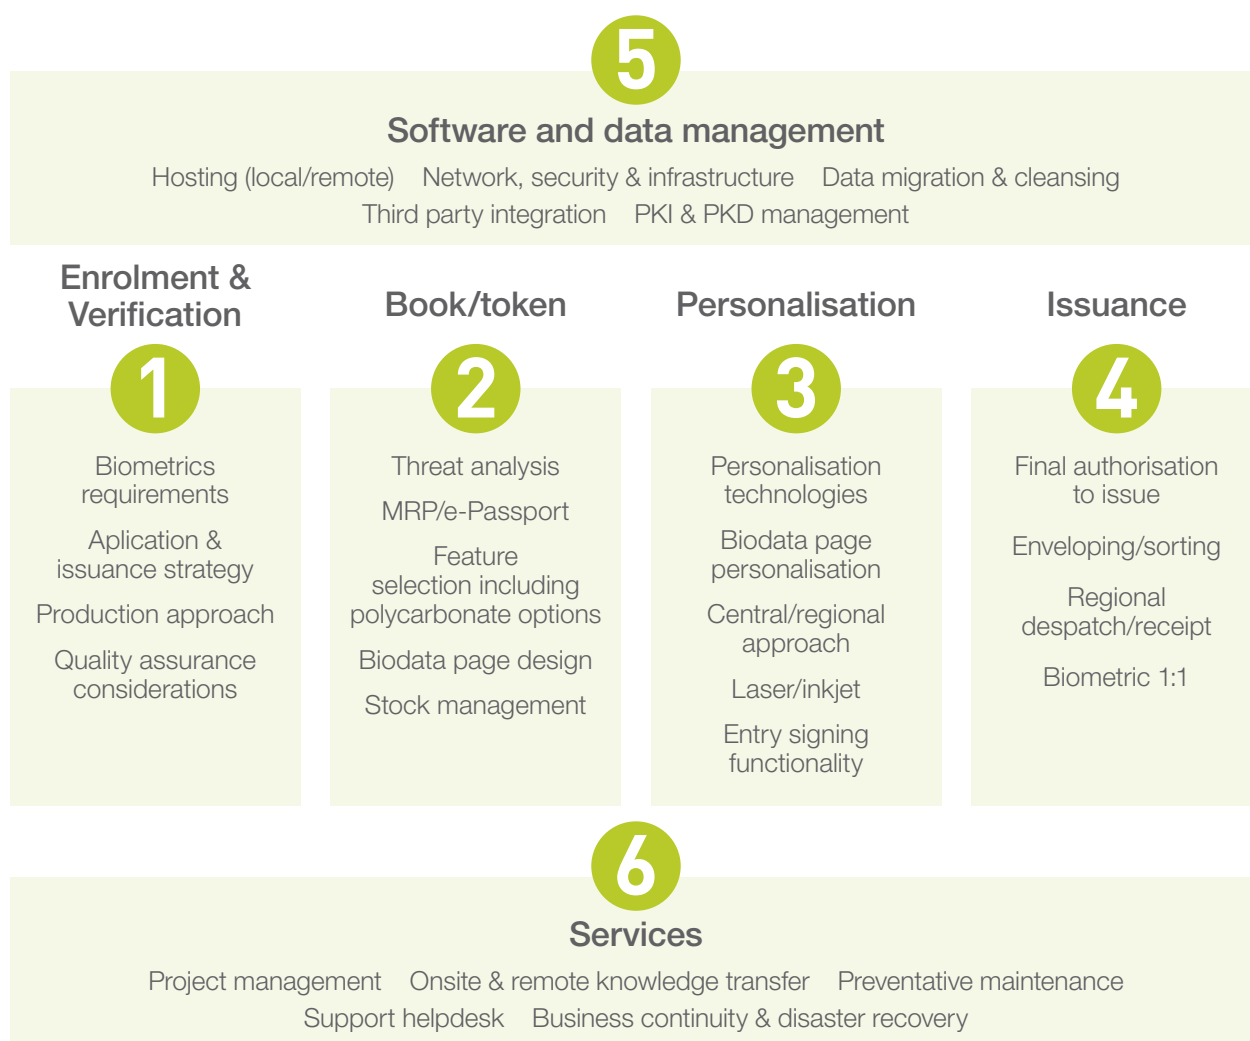 5
Software and data management
Hosting (local/remote) Network, security & infrastructure Data migration & cleansing
Third party integration PKI & PKD management
Enrolment &
Verification
1
Biometrics
requirements
Aplication &
issuance strategy
Production approach
Quality assurance
considerations
Book/token
2
Threat analysis
MRP/e-Passport
Feature
selection including
polycarbonate options
Biodata page design
Stock management
Personalisation
3
Personalisation
technologies
Biodata page
personalisation
Central/regional
approach
Laser/inkjet
Entry signing
functionality
Issuance
4
Final authorisation
to issue
Enveloping/sorting
Regional
despatch/receipt
Biometric 1:1
6
Services
Project management Onsite & remote knowledge transfer Preventative maintenance
Support helpdesk Business continuity & disaster recovery